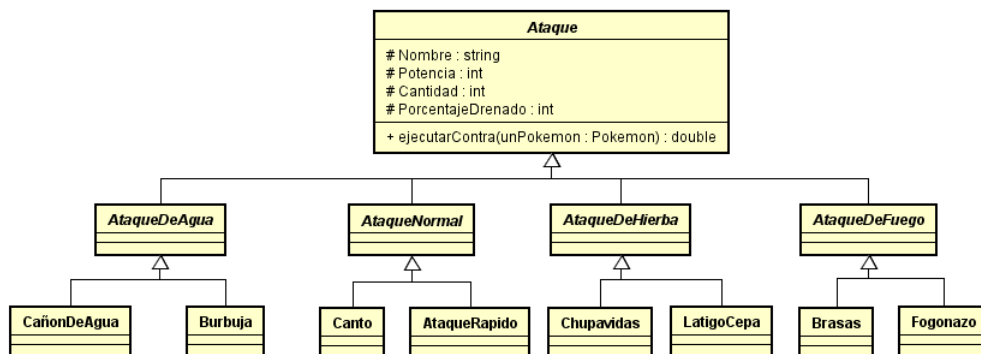 Ataque
# Nombre : string
# Potencia : int
# Cantidad : int
# PorcentajeDrenado : int
+ ejecutarContra(unPokemon : Pokemon) : double
AtaqueDeAgua
AtaqueNormal
AtaqueDeHierba
AtaqueDeFuego
CañonDeAgua
Burbuja
Canto
AtaqueRapido
Chupavidas
LatigoCepa
Brasas
Fogonazo